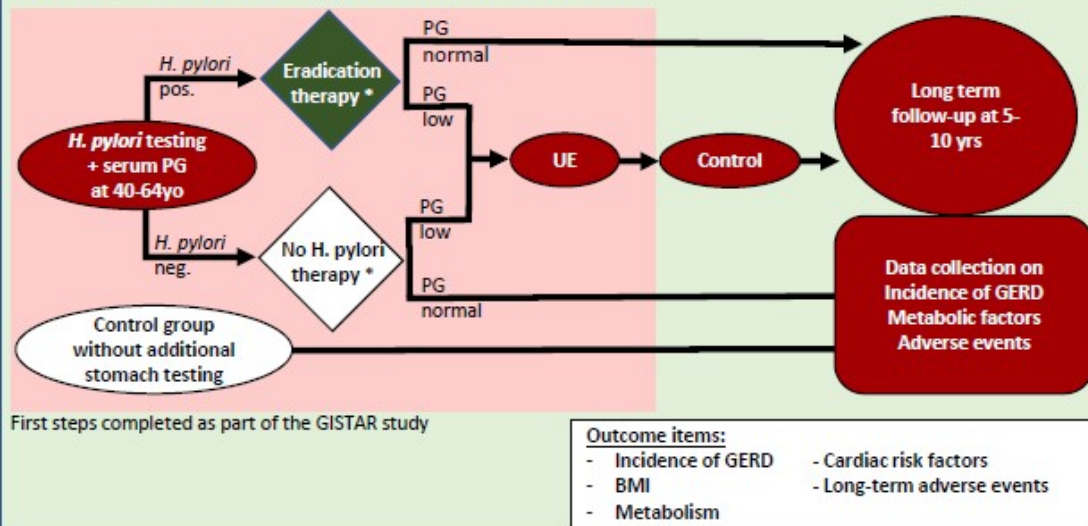 H. pylori
pos.
Eradication
therapy *
PG
normal
PG
low
Long term
follow-up at 5-
10 yrs
H. pylori testing
+ serum PG
at 40-64yo
UE
Control
H. pylori
neg.
No H. pylori
therapy *
PG
low
PG
normal
Data collection on
Incidence of GERD
Metabolic factors
Adverse events
Control group
without additional
stomach testing
First steps completed as part of the GISTAR study
Outcome items:
- Incidence of GERD - Cardiac risk factors
- BMI - Long-term adverse events
- Metabolism